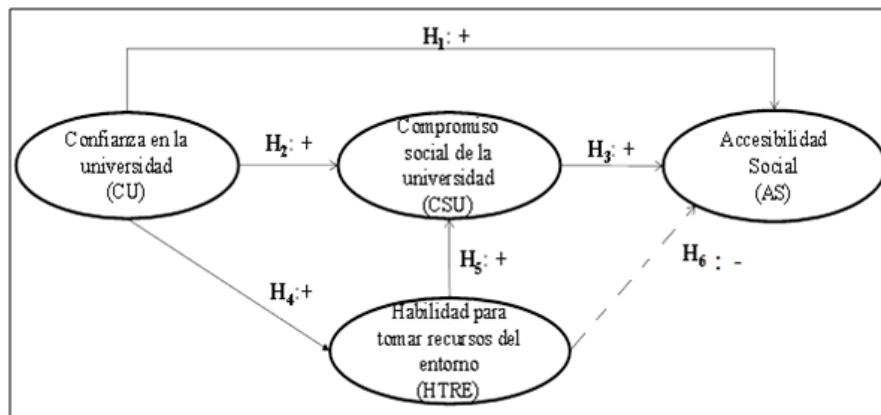 H1: +
Confianza en la
universidad
(CU)
H2: +
Compromiso
social de la
universidad
(CSU)
H3: +
Accesibilidad
Social
(AS)
H4:+
H5: +
H6 : -
Habilidad para
tomar recursos del
entorno
(HTRE)